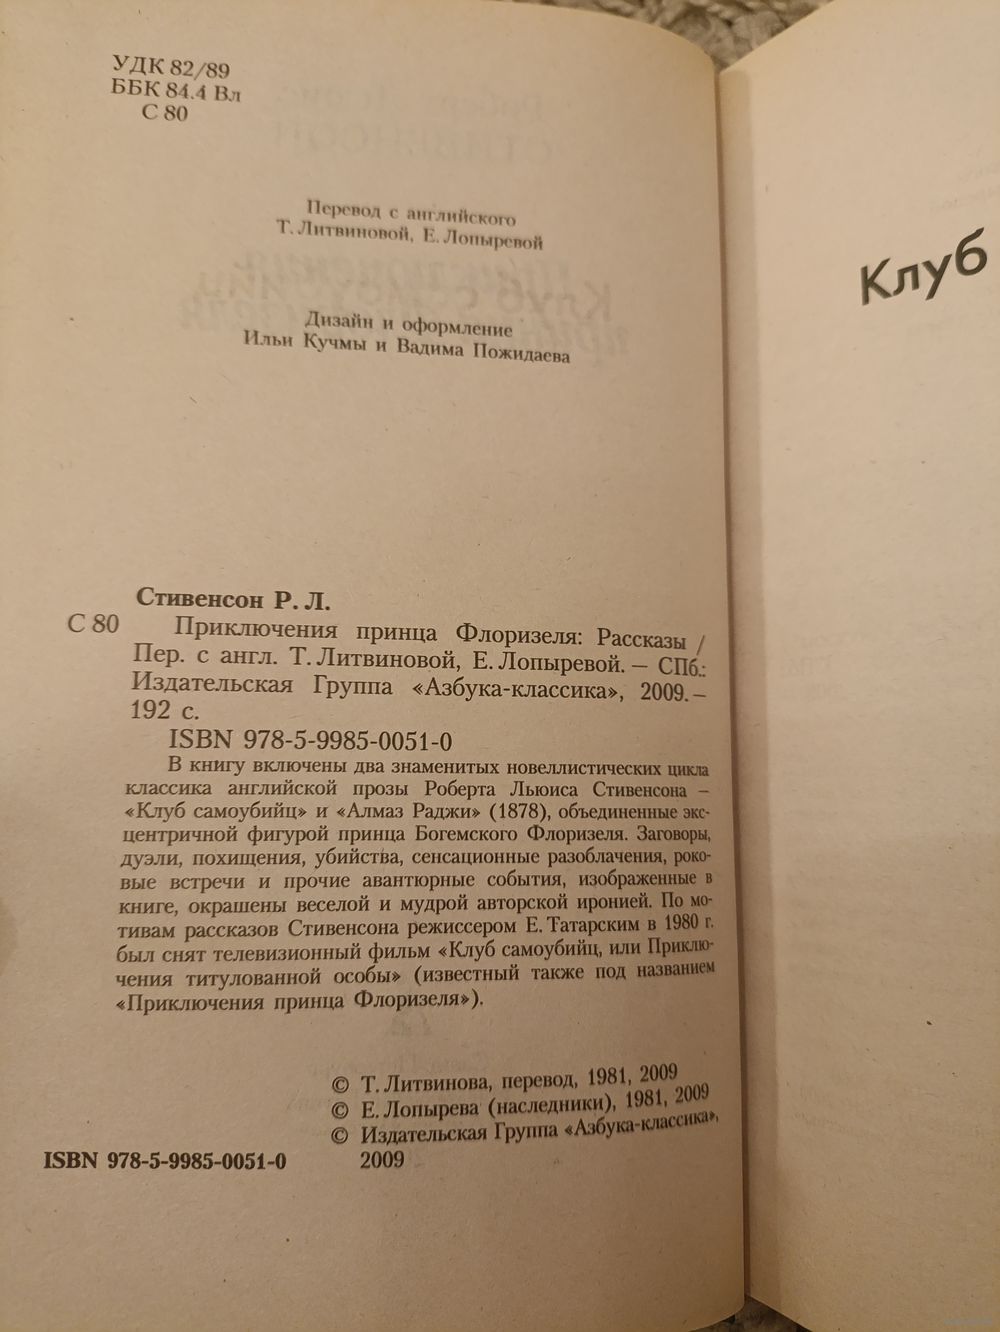 УДК 82/89
ББК 84.4 Вл
С 80
Перевод с английского
Т. Литвиновой, Е. Лопыревой
Дизайн и оформление
Ильи Кучмы и Вадима Пожидаева
Стивенсон Р. Л.
С 80 Приключения принца Флоризеля: Рассказы /
Пер. с англ. Т. Литвиновой, Е. Лопыревой. — СПб.:
Издательская Группа «Азбука-классика», 2009. —
192 с.
ISBN 978-5-9985-0051-0
В книгу включены два знаменитых новеллистических цикла
классика английской прозы Роберта Льюиса Стивенсона –
«Клуб самоубийц» и «Алмаз Раджи» (1878), объединенные экс-
центричной фигурой принца Богемского Флоризеля. Заговоры,
дуэли, похищения, убийства, сенсационные разоблачения, роко-
вые встречи и прочие авантюрные события, изображенные в
книге, окрашены веселой и мудрой авторской иронией. По мо-
тивам рассказов Стивенсона режиссером Е. Татарским в 1980 г.
был снят телевизионный фильм «Клуб самоубийц, или Приклю-
чения титулованной особы» (известный также под названием
«Приключения принца Флоризеля»).
© Т. Литвинова, перевод, 1981, 2009
© Е. Лопырева (наследники), 1981, 2009
© Издательская Группа «Азбука-классика»,
ISBN 978-5-9985-0051-0 2009
Клуб